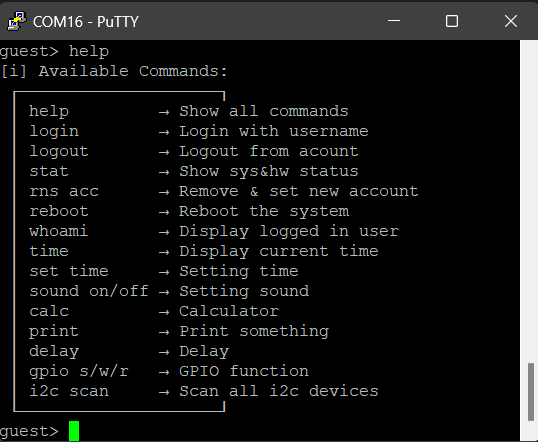 COM16 - PuTTY
guest> help
[i] Available Commands:
help → Show all commands
login → Login with username
logout → Logout from acount
stat → Show sys&hw status
rns acc → Remove & set new account
reboot → Reboot the system
whoami → Display logged in user
time → Display current time
set time → Setting time
sound on/off → Setting sound
calc → Calculator
print → Print something
delay → Delay
gpio s/w/r → GPIO function
i2c scan → Scan all i2c devices
guest>